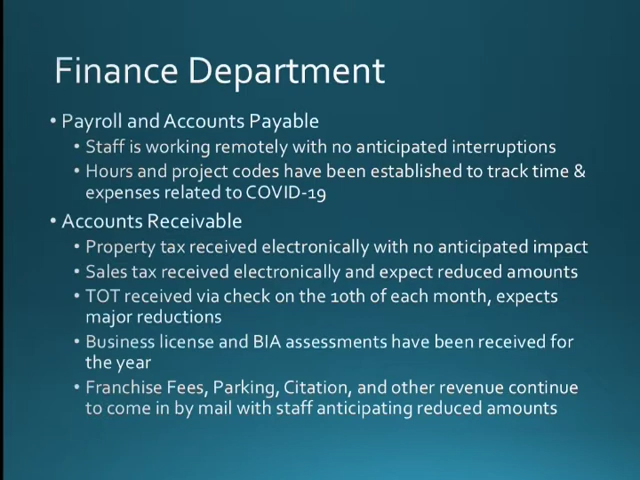 Finance Department
• Payroll and Accounts Payable
• Staff is working remotely with no anticipated interruptions
• Hours and project codes have been established to track time &
expenses related to COVID-19
• Accounts Receivable
• Property tax received electronically with no anticipated impact
• Sales tax received electronically and expect reduced amounts
• TOT received via check on the 10th of each month, expects
major reductions
• Business license and BIA assessments have been received for
the year
• Franchise Fees, Parking, Citation, and other revenue continue
to come in by mail with staff anticipating reduced amounts